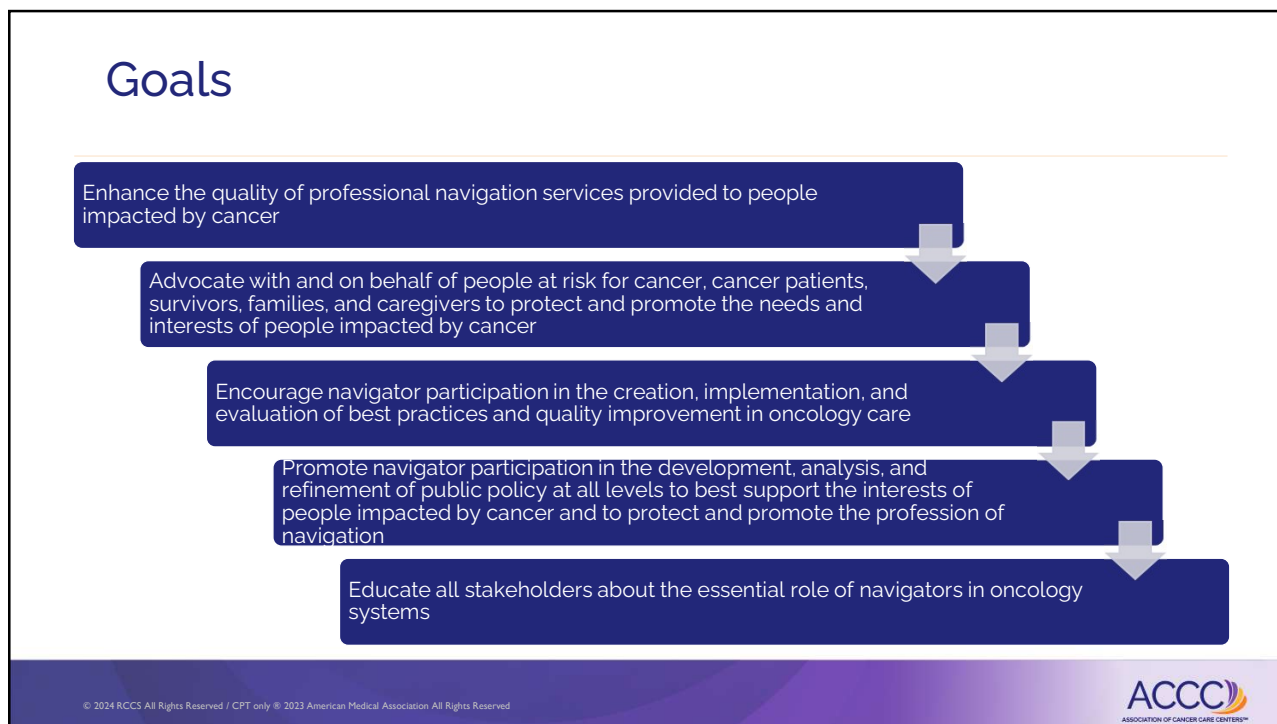 Goals
Enhance the quality of professional navigation services provided to people
impacted by cancer
Advocate with and on behalf of people at risk for cancer, cancer patients,
survivors, families, and caregivers to protect and promote the needs and
interests of people impacted by cancer
Encourage navigator participation in the creation, implementation, and
evaluation of best practices and quality improvement in oncology care
Promote navigator participation in the development, analysis, and
refinement of public policy at all levels to best support the interests of
people impacted by cancer and to protect and promote the profession of
navigation
Educate all stakeholders about the essential role of navigators in oncology
systems
© 2024 RCCS All Rights Reserved / CPT only ® 2023 American Medical Association All Rights Reserved
ACCC
ASSOCIATION OF CANCER CARE CENTERS™